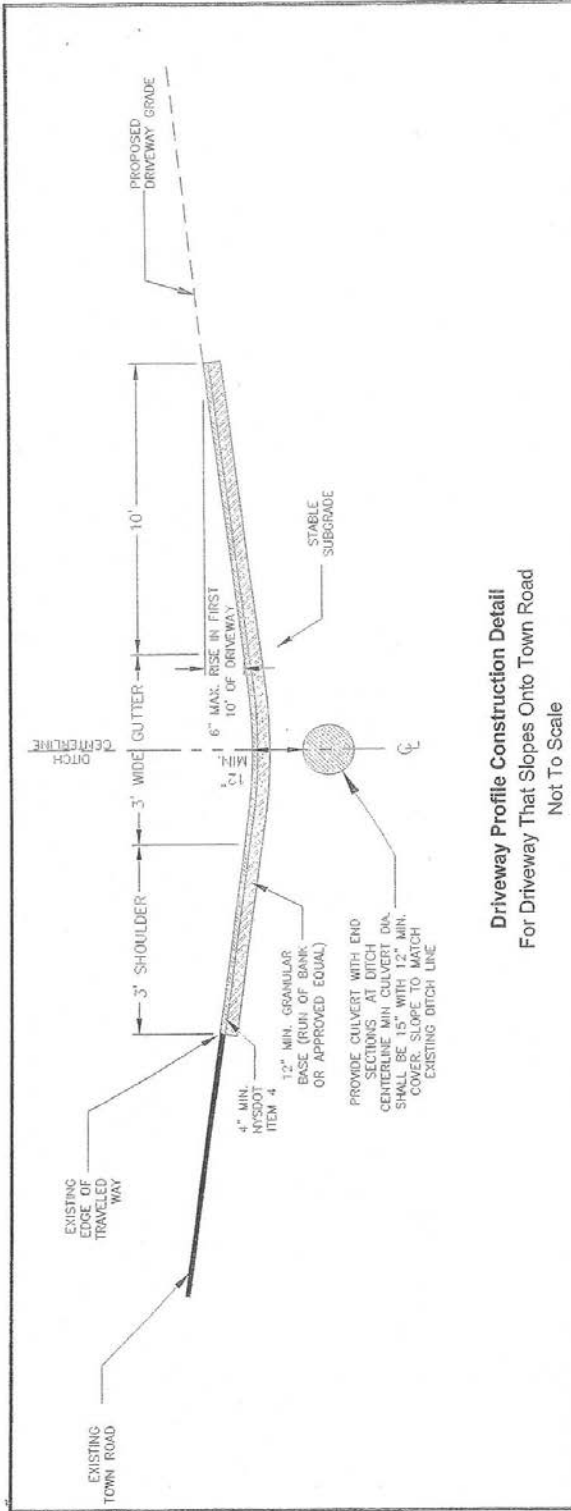 EXISTING
TOWN ROAD
EXISTING
EDGE OF
TRAVELED
WAY
3' SHOULDER
3' WIDE GUTTER
10'
DITCH
CENTERLINE
PROPOSED
DRIVEWAY GRADE
12"
MIN.
6" MAX. RISE IN FIRST
10' OF DRIVEWAY
4" MIN.
NYSDOT
ITEM 4
12" MIN. GRANULAR
BASE (RUN OF BANK
OR APPROVED EQUAL)
STABLE
SUBGRADE
PROVIDE CULVERT WITH END
SECTIONS AT DITCH
CENTERLINE MIN CULVERT DIA.
SHALL BE 15" WITH 12" MIN.
COVER. SLOPE TO MATCH
EXISTING DITCH LINE
CL
Driveway Profile Construction Detail
For Driveway That Slopes Onto Town Road
Not To Scale